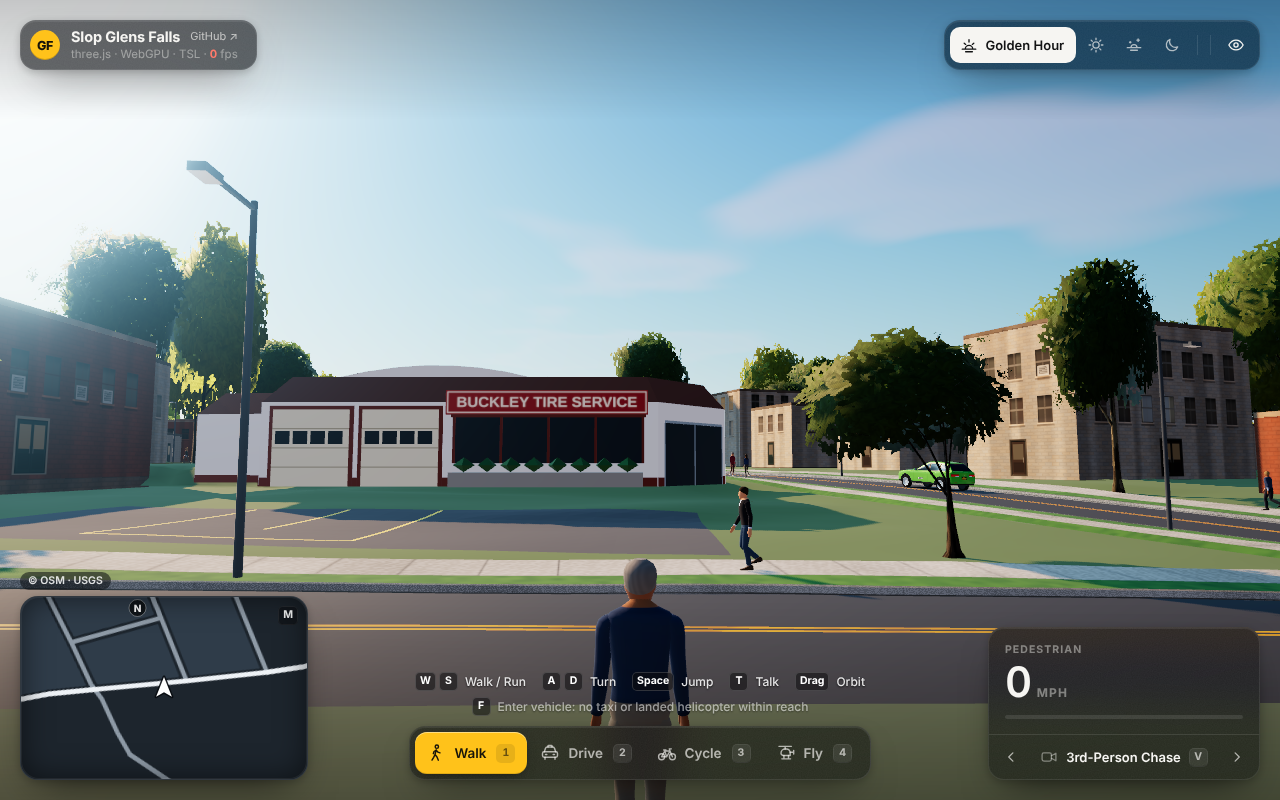 GF
Slop Glens Falls GitHub ↗
three.js · WebGPU · TSL · 0 fps
Golden Hour
BUCKLEY TIRE SERVICE
© OSM · USGS
N
M
W S Walk / Run A D Turn Space Jump T Talk Drag Orbit
F Enter vehicle: no taxi or landed helicopter within reach
Walk 1 Drive 2 Cycle 3 Fly 4
PEDESTRIAN
0 MPH
3rd-Person Chase V